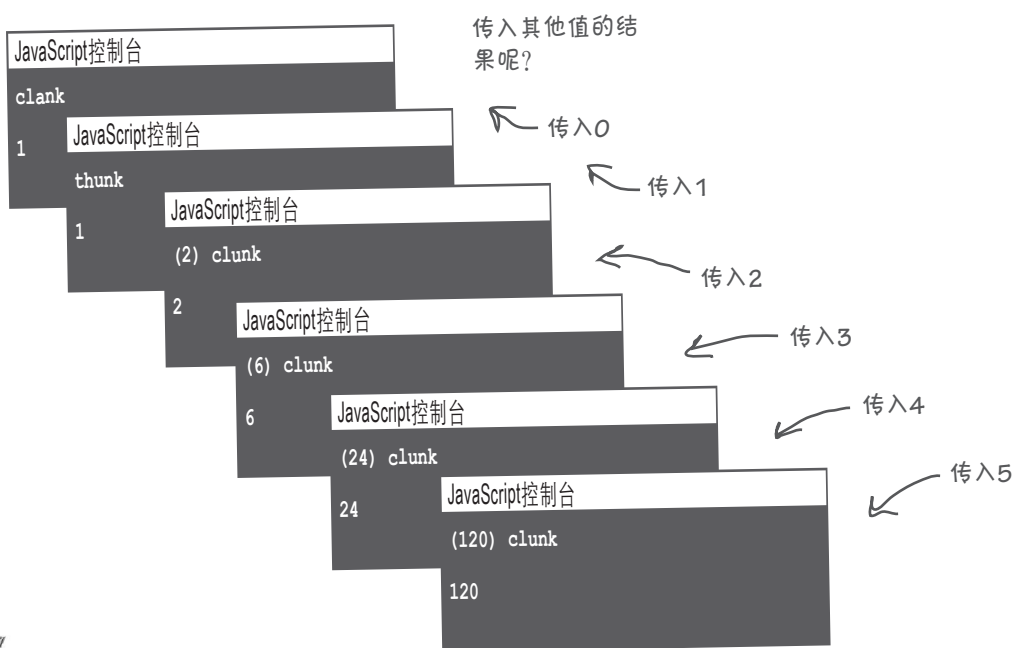 传入其他值的结
果呢？
JavaScript控制台
clank
1
传入0
JavaScript控制台
thunk
1
传入1
JavaScript控制台
(2) clunk
2
传入2
JavaScript控制台
(6) clunk
6
传入3
JavaScript控制台
(24) clunk
24
传入4
JavaScript控制台
(120) clunk
120
传入5